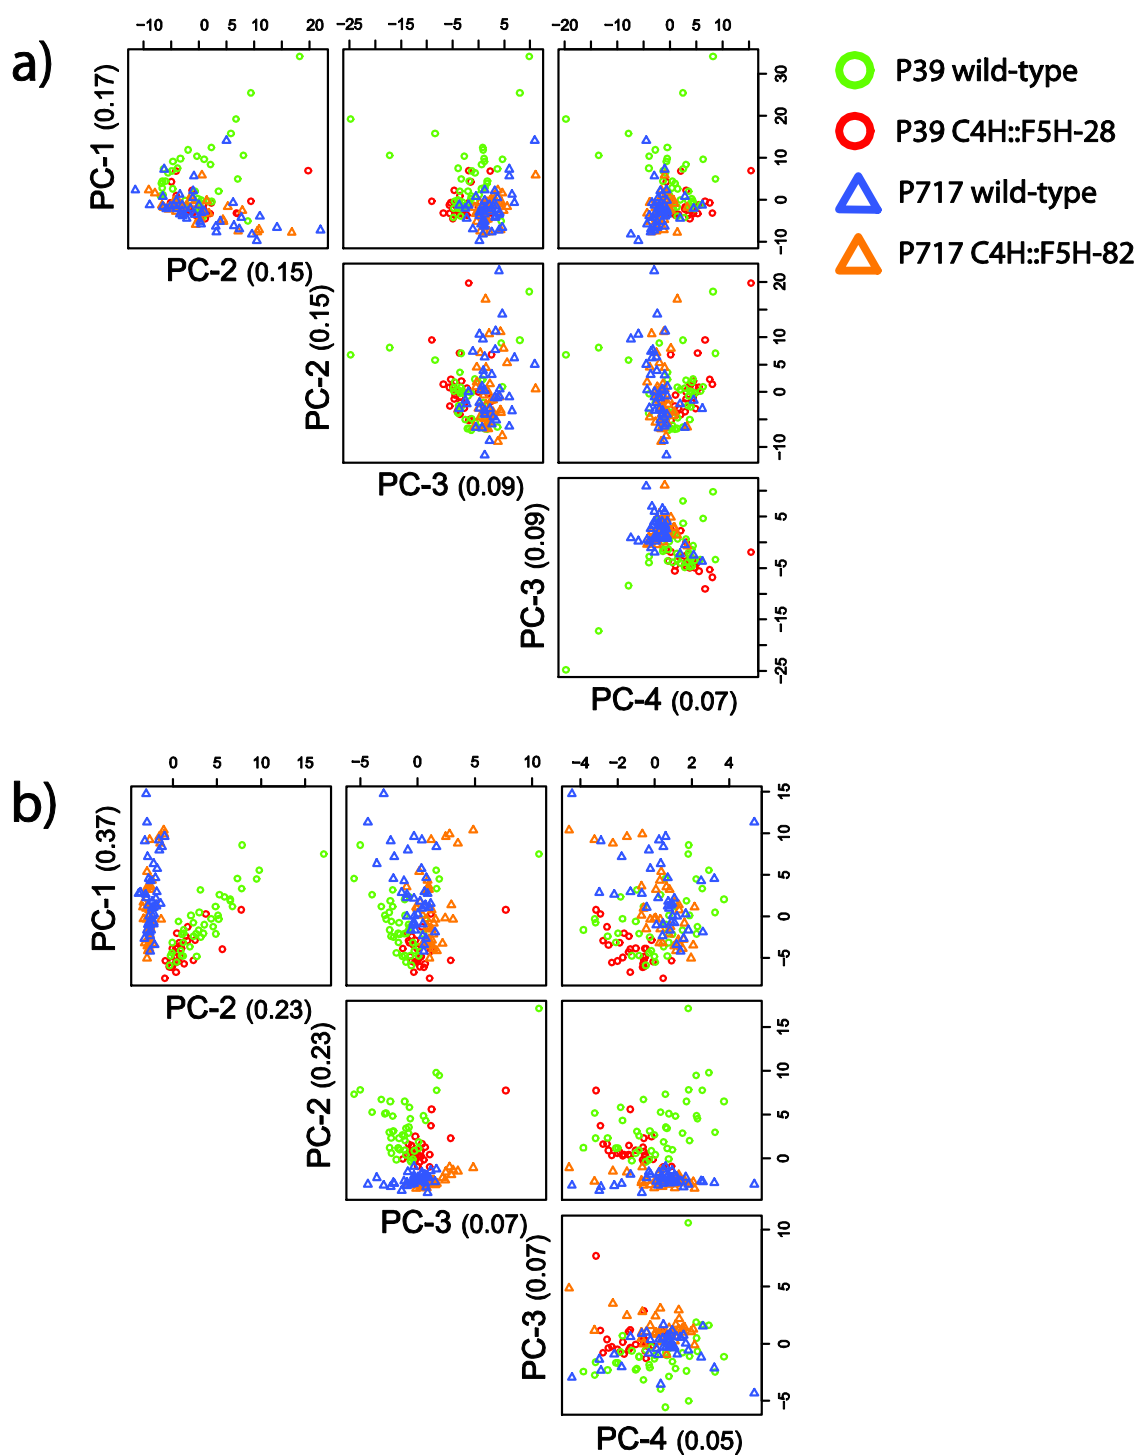 a)
−10 0 5 10 20
−25 −15 −5 0 5 −20 −10 0 5 10
PC-1 (0.17)
−10 0 10 20 30
P39 wild-type
P39 C4H::F5H-28
P717 wild-type
P717 C4H::F5H-82
PC-2 (0.15)
PC-2 (0.15)
−10 0 5 10 20
PC-3 (0.09)
PC-3 (0.09)
−25 −15 −5 5
PC-4 (0.07)
b)
0 5 10 15
−5 0 5 10
−4 −2 0 2 4
PC-1 (0.37)
−5 0 5 10 15
PC-2 (0.23)
PC-2 (0.23)
0 5 10 15
PC-3 (0.07)
PC-3 (0.07)
−5 0 5 10
PC-4 (0.05)